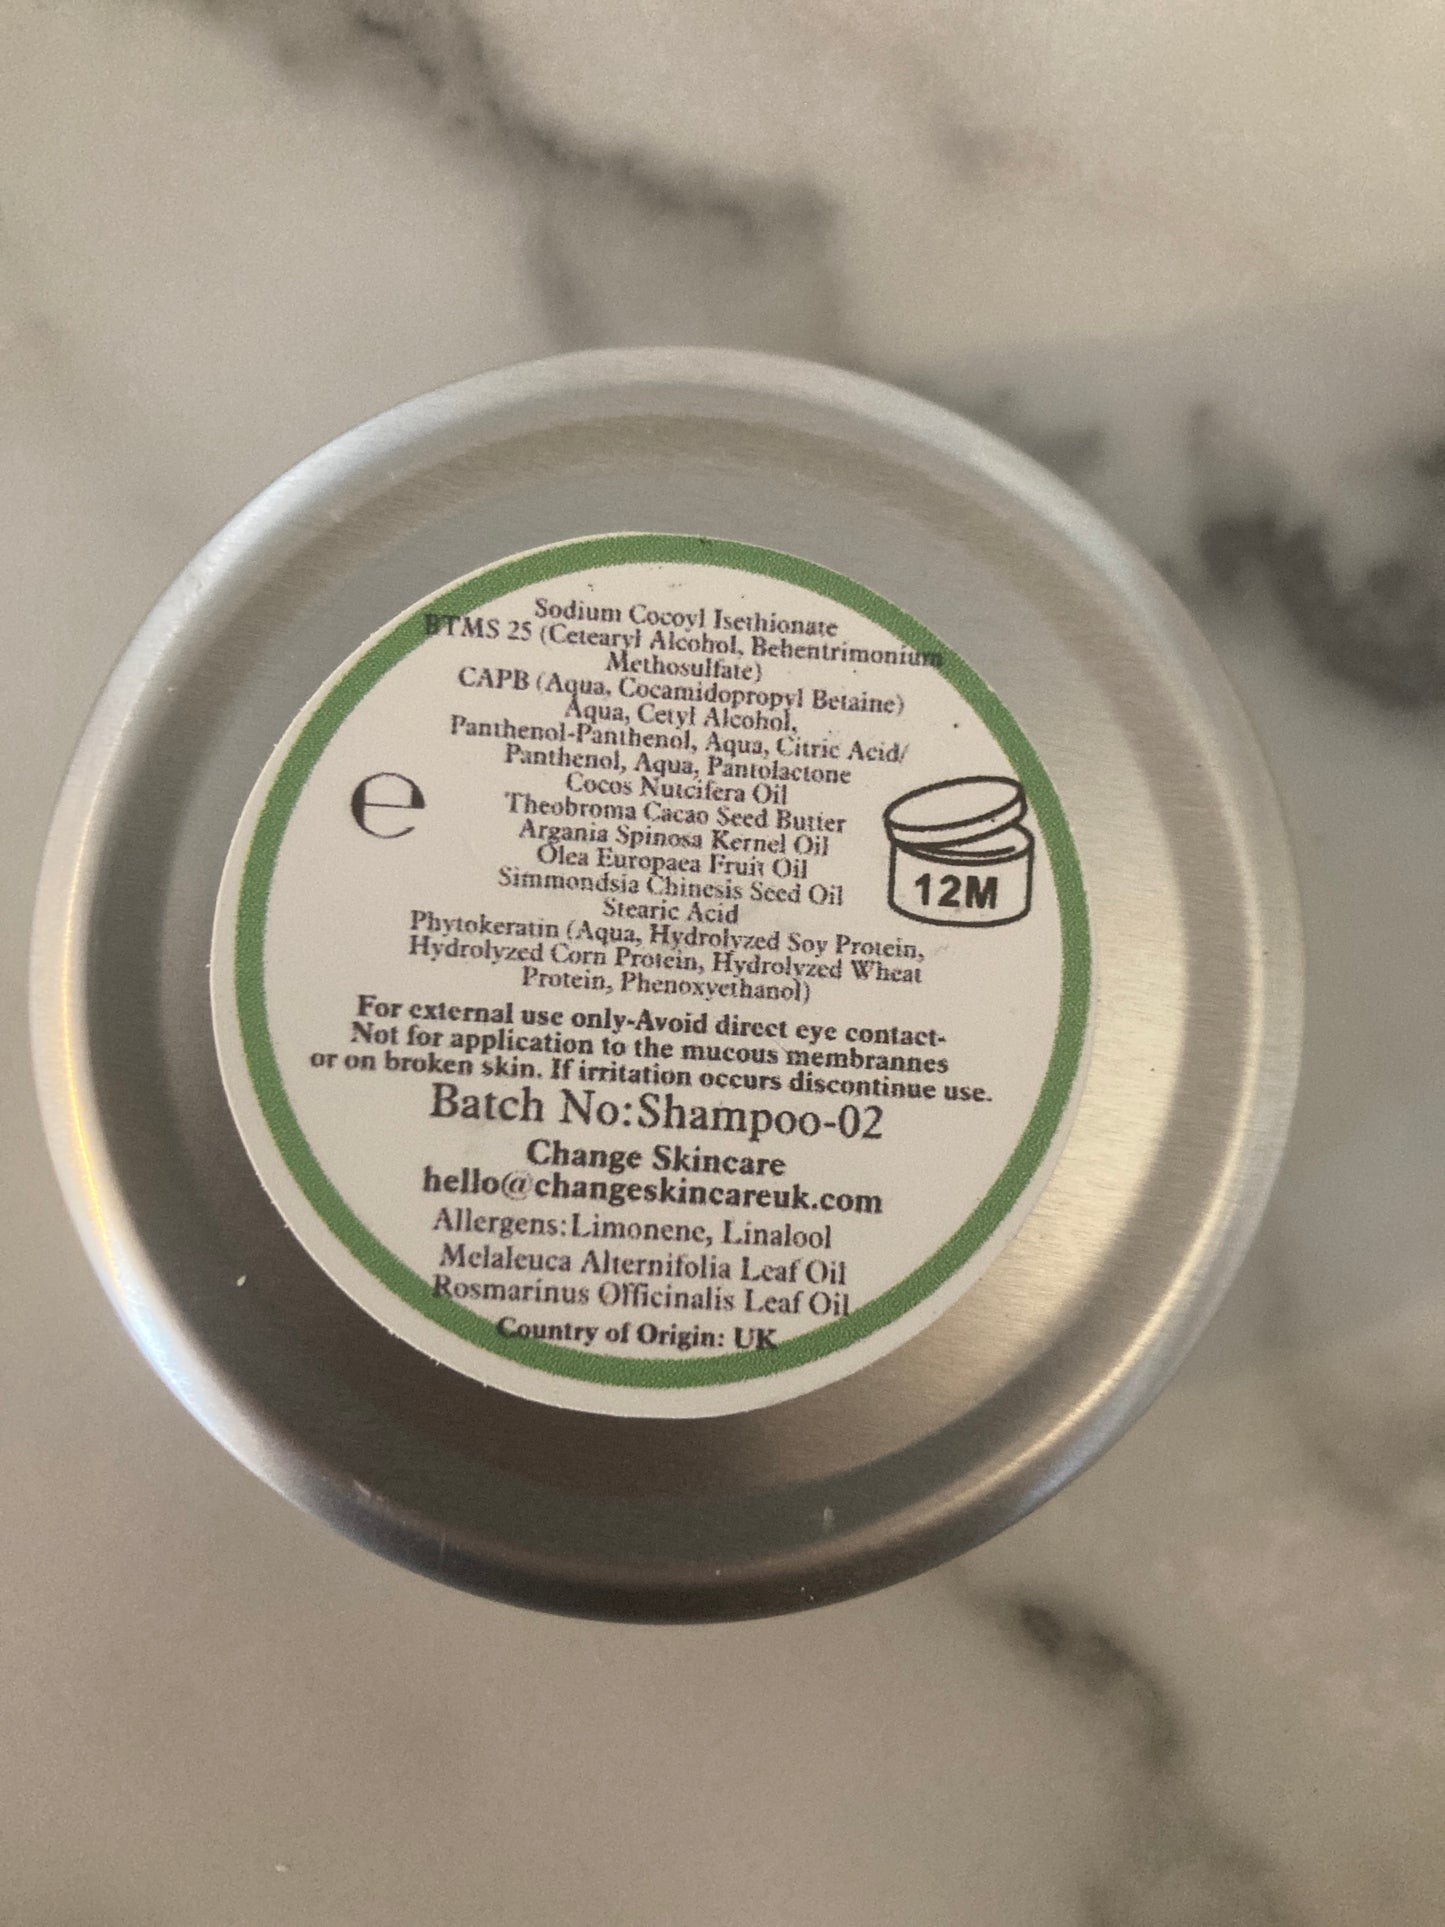 Sodium Cocoyl Isethionate
BTMS 25 (Cetearyl Alcohol, Behentrimonium
Methosulfate)
CAPB (Aqua, Cocamidopropyl Betaine)
Aqua, Cetyl Alcohol,
Panthenol-Panthenol, Aqua, Citric Acid/
Panthenol, Aqua, Pantolactone
Cocos Nutcifera Oil
Theobroma Cacao Seed Butter
Argania Spinosa Kernel Oil
Olea Europaea Fruit Oil
Simmondsia Chinesis Seed Oil
Stearic Acid
Phytokeratin (Aqua, Hydrolyzed Soy Protein,
Hydrolyzed Corn Protein, Hydrolyzed Wheat
Protein, Phenoxyethanol)
e
12M
For external use only-Avoid direct eye contact-
Not for application to the mucous membrannes
or on broken skin. If irritation occurs discontinue use.
Batch No:Shampoo-02
Change Skincare
hello@changeskincareuk.com
Allergens:Limonene, Linalool
Melaleuca Alternifolia Leaf Oil
Rosmarinus Officinalis Leaf Oil
Country of Origin: UK